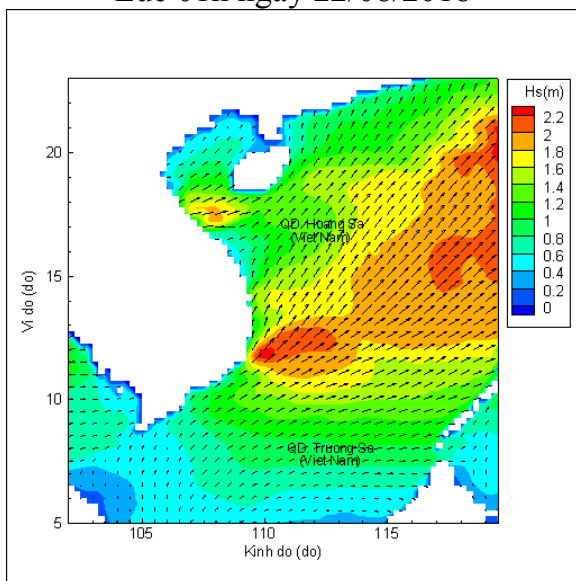 Hs(m)
2.2
2
1.8
1.6
1.4
1.2
1
0.8
0.6
0.4
0.2
0
20
15
10
5
Vi do (do)
QD. Hoang Sa
(Viet Nam)
QD. Truong Sa
(Viet Nam)
105
110
115
Kinh do (do)